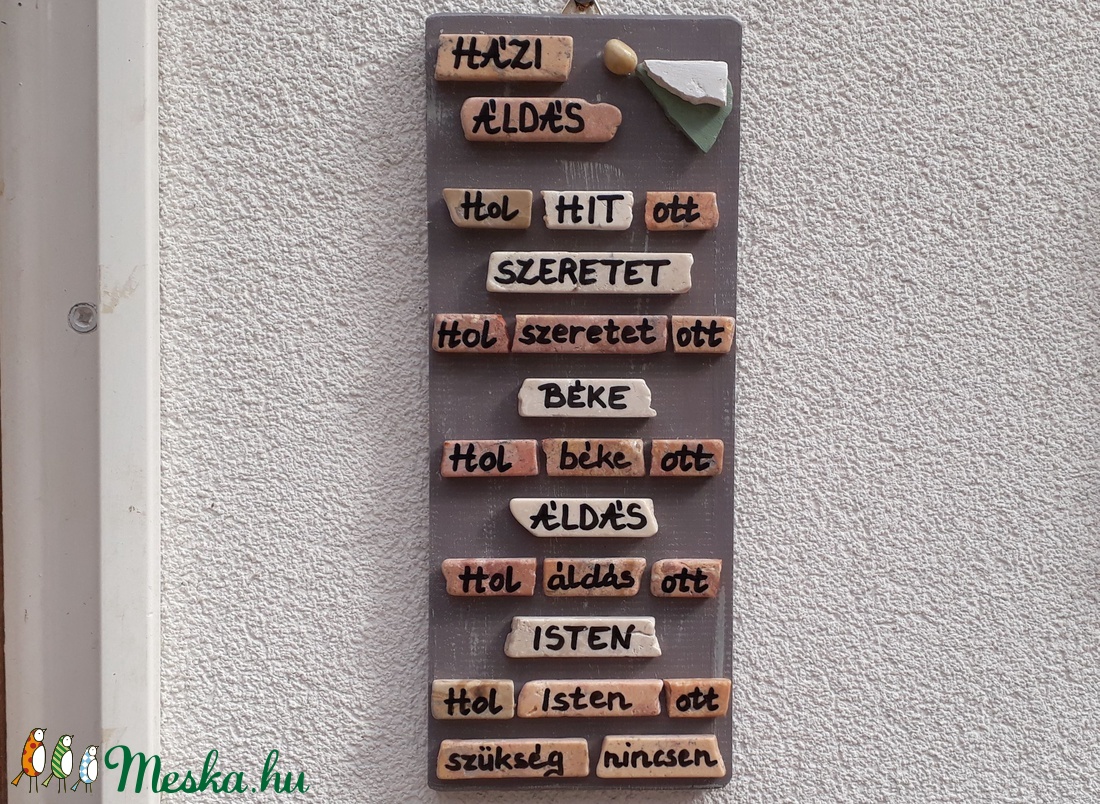 HÁZI
ÁLDÁS
Hol HIT ott
SZERETET
Hol szeretet ott
BÉKE
Hol béke ott
ÁLDÁS
Hol áldás ott
ISTEN
Hol Isten ott
szükség nincsen
Meska.hu